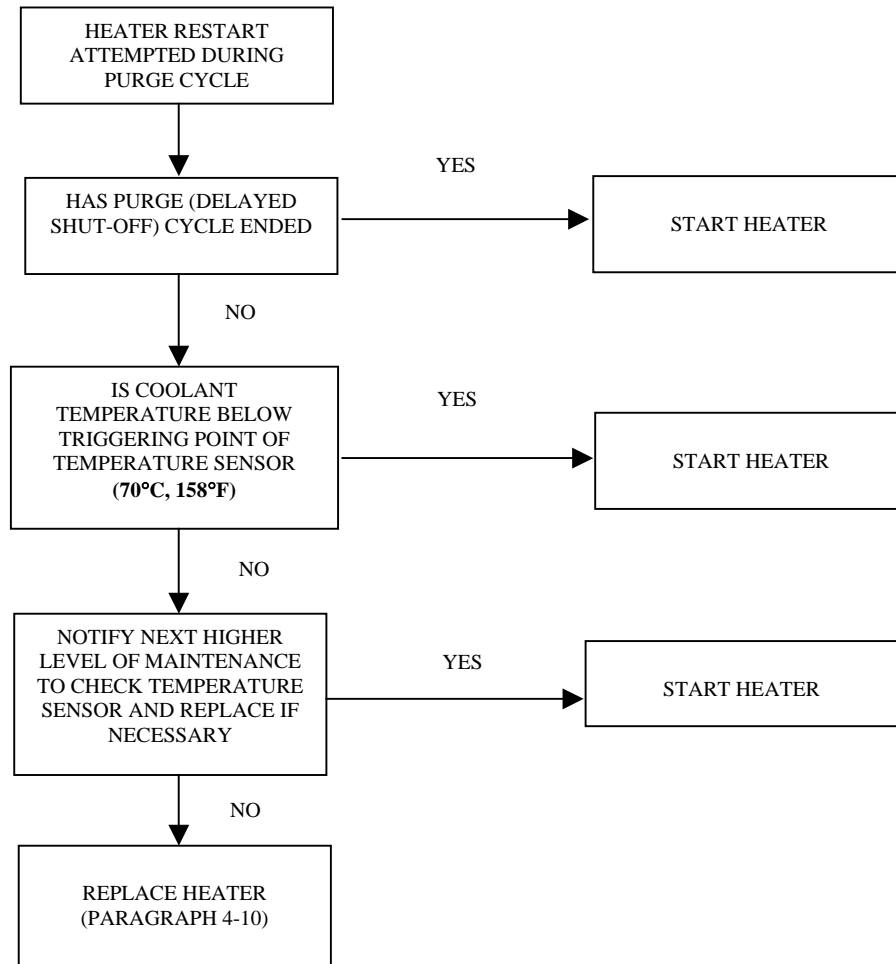 HEATER RESTART
ATTEMPTED DURING
PURGE CYCLE
YES
HAS PURGE (DELAYED
SHUT-OFF) CYCLE ENDED
START HEATER
NO
IS COOLANT
TEMPERATURE BELOW
TRIGGERING POINT OF
TEMPERATURE SENSOR
(70°C, 158°F)
YES
START HEATER
NO
NOTIFY NEXT HIGHER
LEVEL OF MAINTENANCE
TO CHECK TEMPERATURE
SENSOR AND REPLACE IF
NECESSARY
YES
START HEATER
NO
REPLACE HEATER
(PARAGRAPH 4-10)